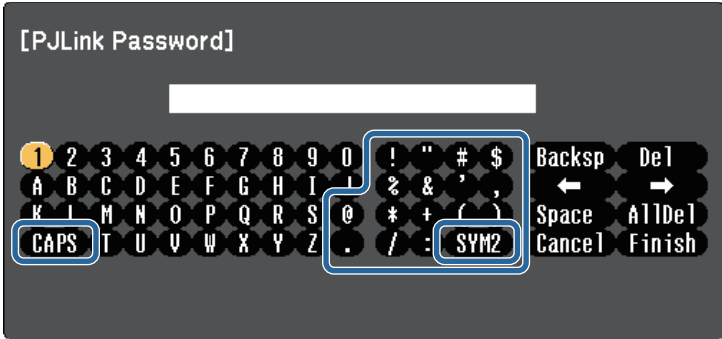 [PJLink Password]
1 2 3 4 5 6 7 8 9 0 ! " # $ Backsp Del
A B C D E F G H I J % & ' , ← →
K L M N O P Q R S @ * + ( ) Space AllDel
CAPS T U V W X Y Z . / : SYM2 Cancel Finish